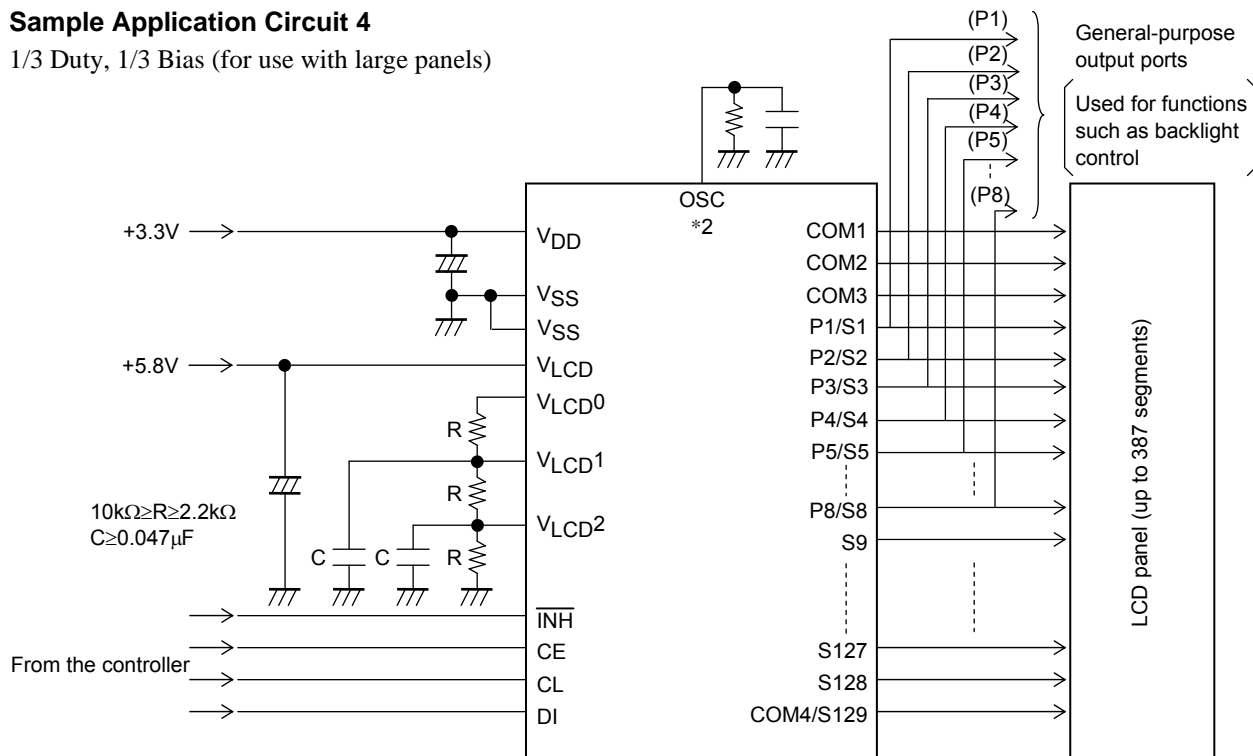 Sample Application Circuit 4
1/3 Duty, 1/3 Bias (for use with large panels)
(P1)
(P2)
(P3)
(P4)
(P5)
(P8)
General-purpose
output ports
Used for functions
such as backlight
control
OSC
*2
+3.3V
VDD
VSS
VSS
+5.8V
VLCD
VLCD0
R
VLCD1
R
VLCD2
R
C
C
10kΩ≥R≥2.2kΩ
C≥0.047μF
From the controller
INH
CE
CL
DI
COM1
COM2
COM3
P1/S1
P2/S2
P3/S3
P4/S4
P5/S5
P8/S8
S9
S127
S128
COM4/S129
LCD panel (up to 387 segments)